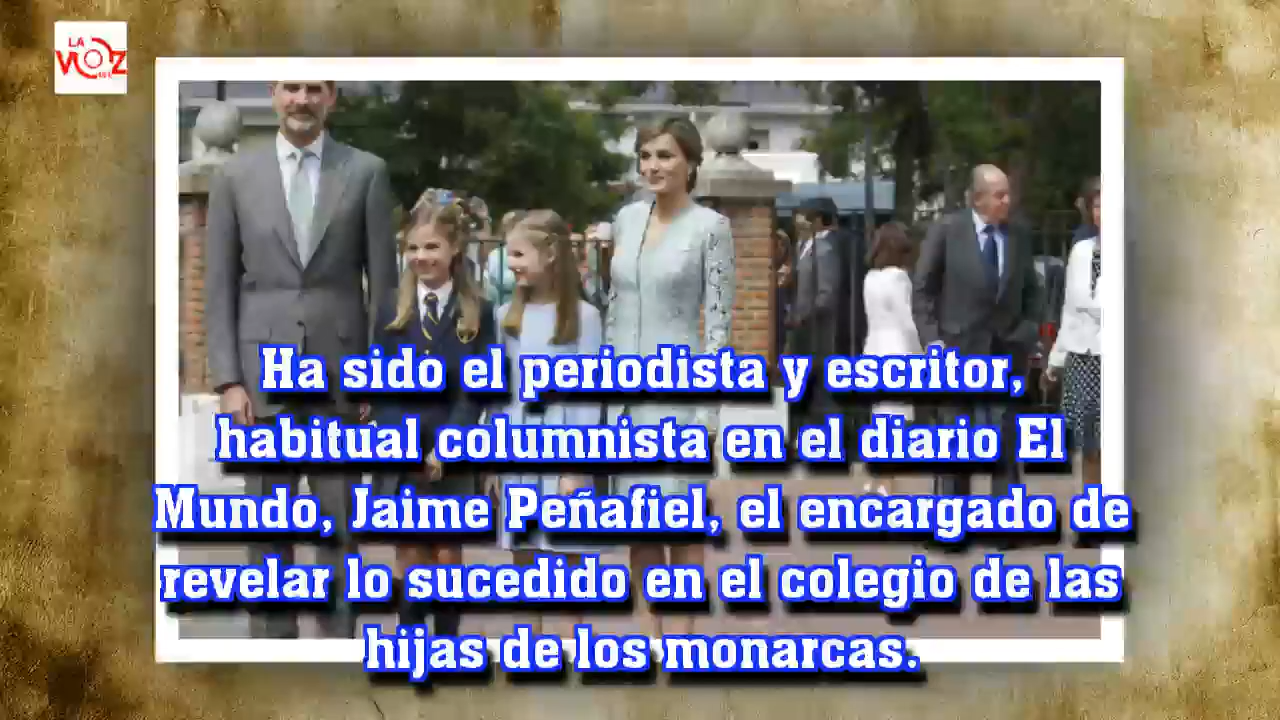 LA
VOZ
Ha sido el periodista y escritor,
habitual columnista en el diario El
Mundo, Jaime Peñafiel, el encargado de
revelar lo sucedido en el colegio de las
hijas de los monarcas.